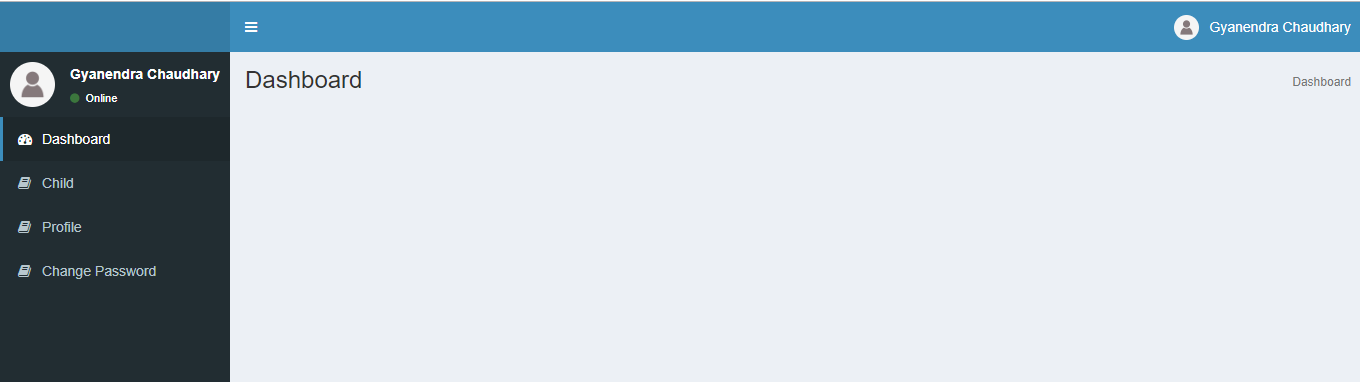 Gyanendra Chaudhary
Gyanendra Chaudhary
Online
Dashboard
Dashboard
Dashboard
Child
Profile
Change Password